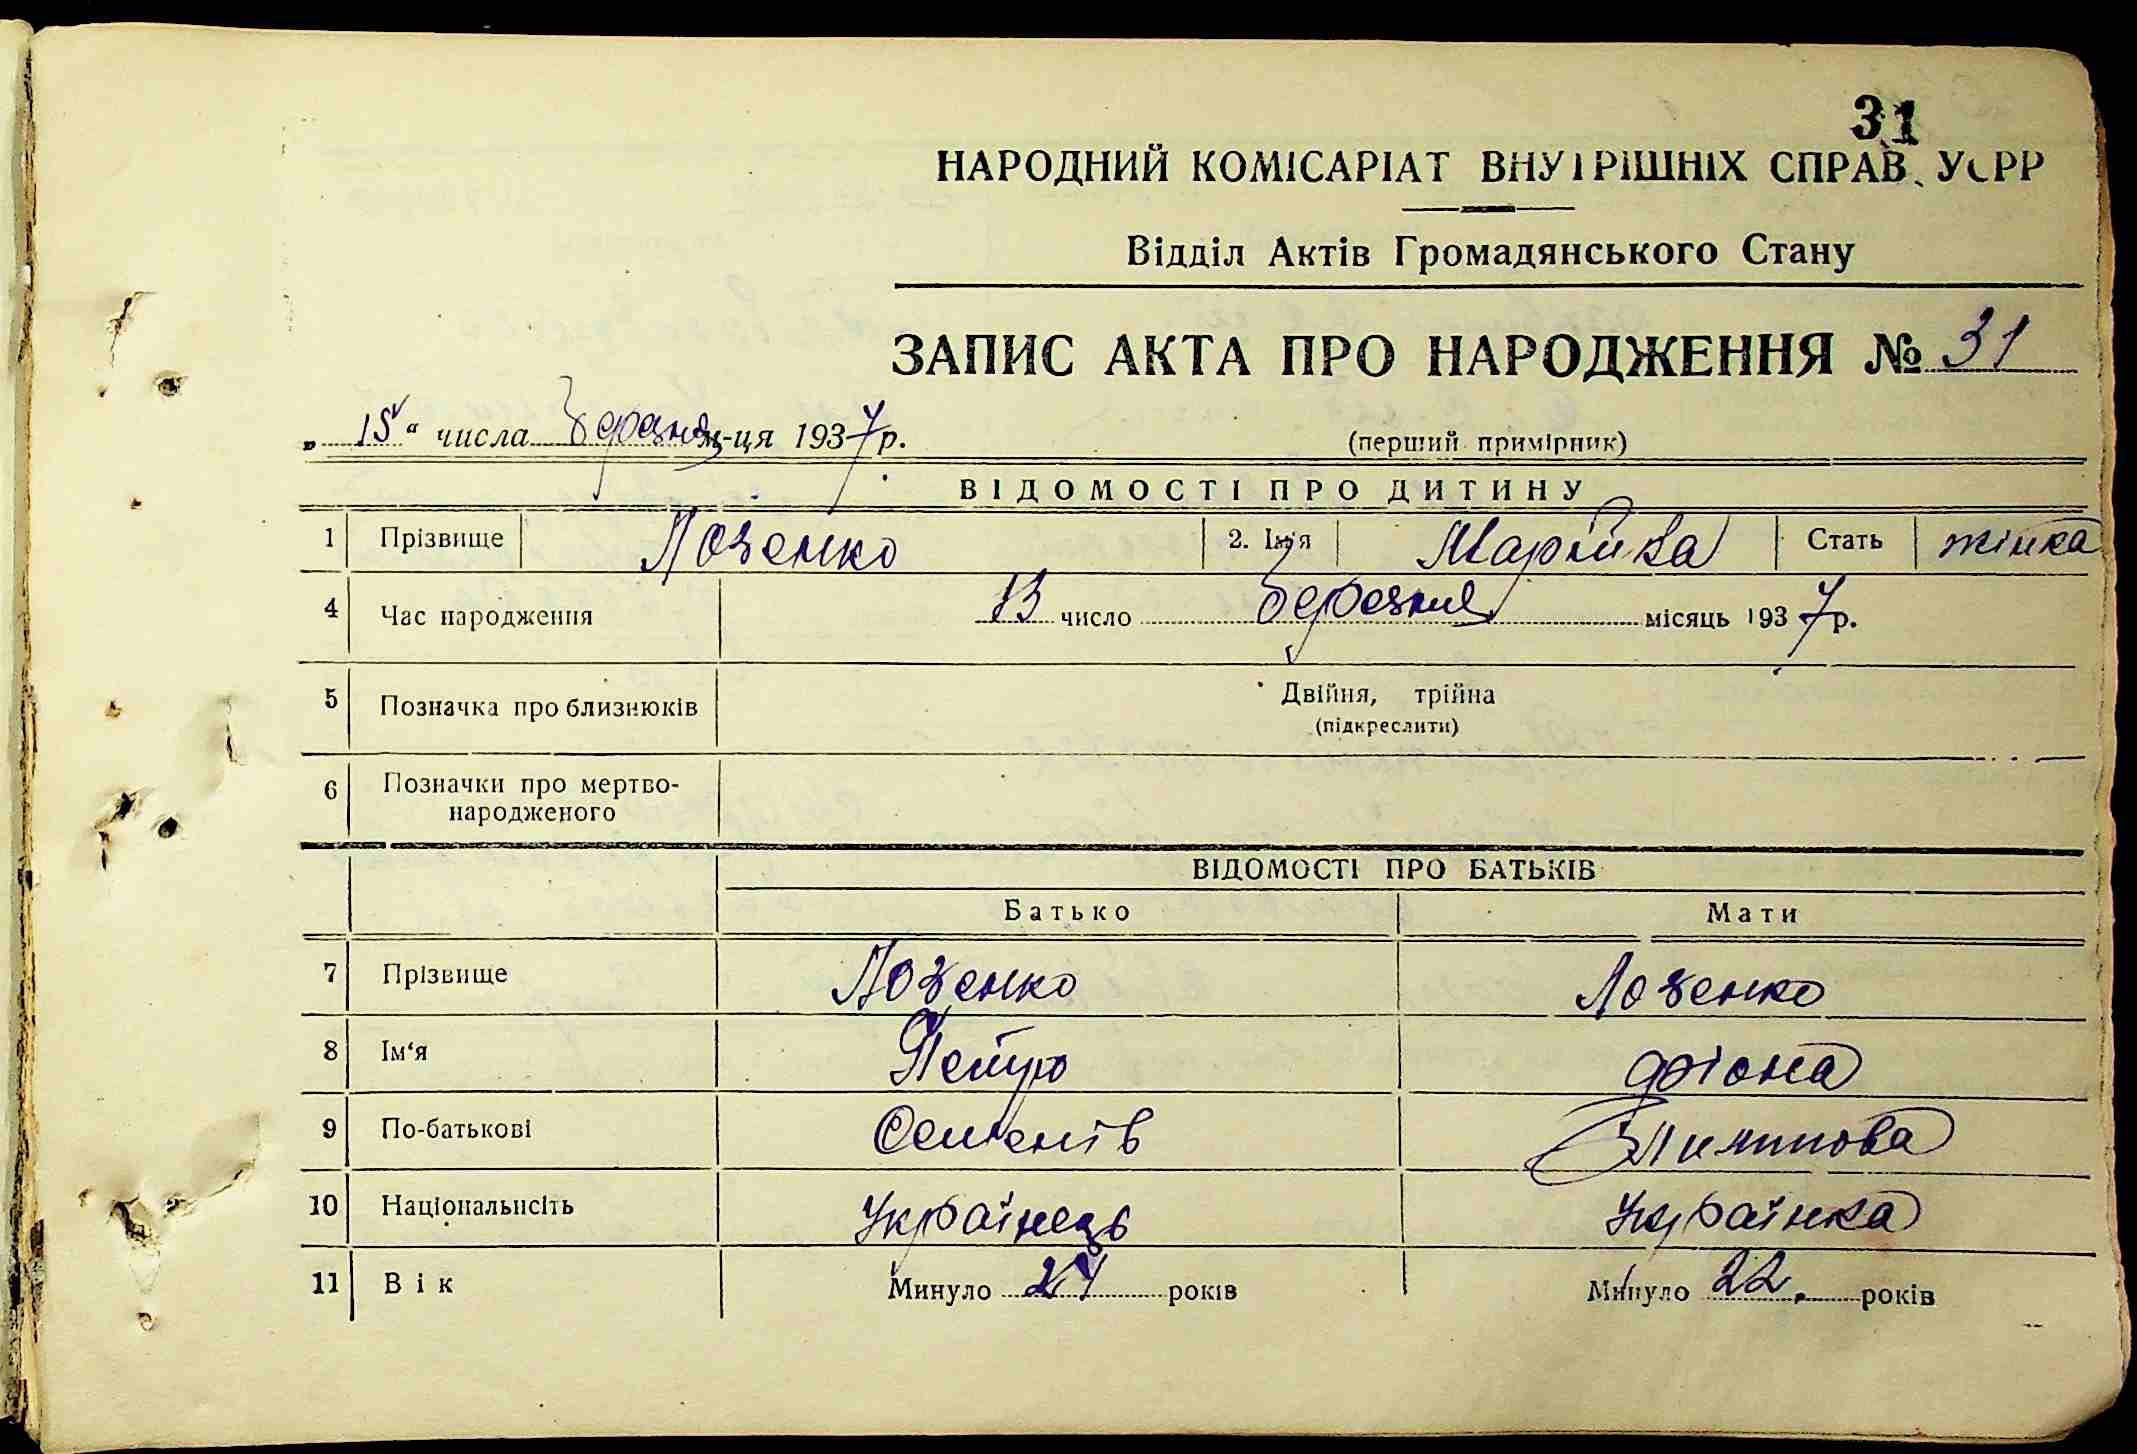 31
НАРОДНИЙ КОМІСАРІАТ ВНУТРІШНІХ СПРАВ УСРР
Відділ Актів Громадянського Стану
ЗАПИС АКТА ПРО НАРОДЖЕННЯ № 31
„15“ числа березня м-ця 1937 р. (перший примірник)
ВІДОМОСТІ ПРО ДИТИНУ
1 Прізвище Лозенко 2. Ім'я Марійка Стать жінка
4 Час народження 13 число березня місяць 1937 р.
5 Позначка про близнюків Двійня, трійна
(підкреслити)
6 Позначки про мертво-
народженого
ВІДОМОСТІ ПРО БАТЬКІВ
Батько Мати
7 Прізвище Лозенко Лозенко
8 Ім‘я Петро
9 По-батькові Семенів
10 Національність Українець Українка
11 Вік Минуло років Минуло 22. років